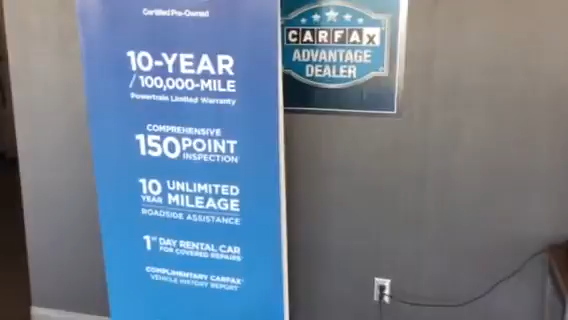 Certified Pre-Owned
10-YEAR
/100,000-MILE
Powertrain Limited Warranty
COMPREHENSIVE
150 POINT
INSPECTION
10 YEAR UNLIMITED
MILEAGE
ROADSIDE ASSISTANCE
1ST DAY RENTAL CAR
FOR COVERED REPAIRS
COMPLIMENTARY CARFAX
VEHICLE HISTORY REPORT
CARFAX
ADVANTAGE
DEALER